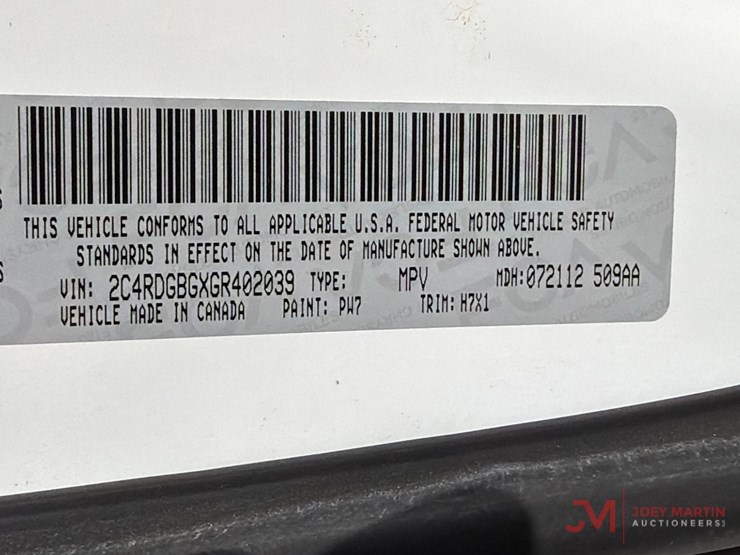 THIS VEHICLE CONFORMS TO ALL APPLICABLE U.S.A. FEDERAL MOTOR VEHICLE SAFETY
STANDARDS IN EFFECT ON THE DATE OF MANUFACTURE SHOWN ABOVE.
VIN: 2C4RDGBGXGR402039 TYPE: MPV MDH:072112 509AA
VEHICLE MADE IN CANADA PAINT: PW7 TRIM: H7X1
JM JOEY MARTIN
AUCTIONEERS